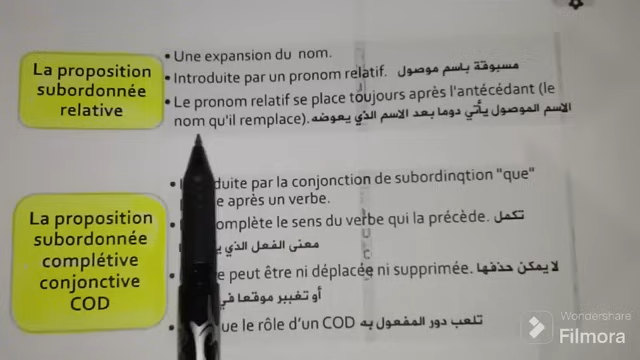 La proposition
subordonnée
relative
• Une expansion du nom.
• Introduite par un pronom relatif. مسبوقة باسم موصول
• Le pronom relatif se place toujours après l'antécédant (le
nom qu'il remplace). الاسم الموصول يأتي دوما بعد الاسم الذي يعوضه
La proposition
subordonnée
complétive
conjonctive
COD
duite par la conjonction de subordinqtion "que"
après un verbe.
omplète le sens du verbe qui la précède. تكمل
معنى الفعل الذي
peut être ni déplacée ni supprimée. لا يمكن حذفها
أو تغيير موقعها في
ue le rôle d'un COD تلعب دور المفعول به
Wondershare
Filmora